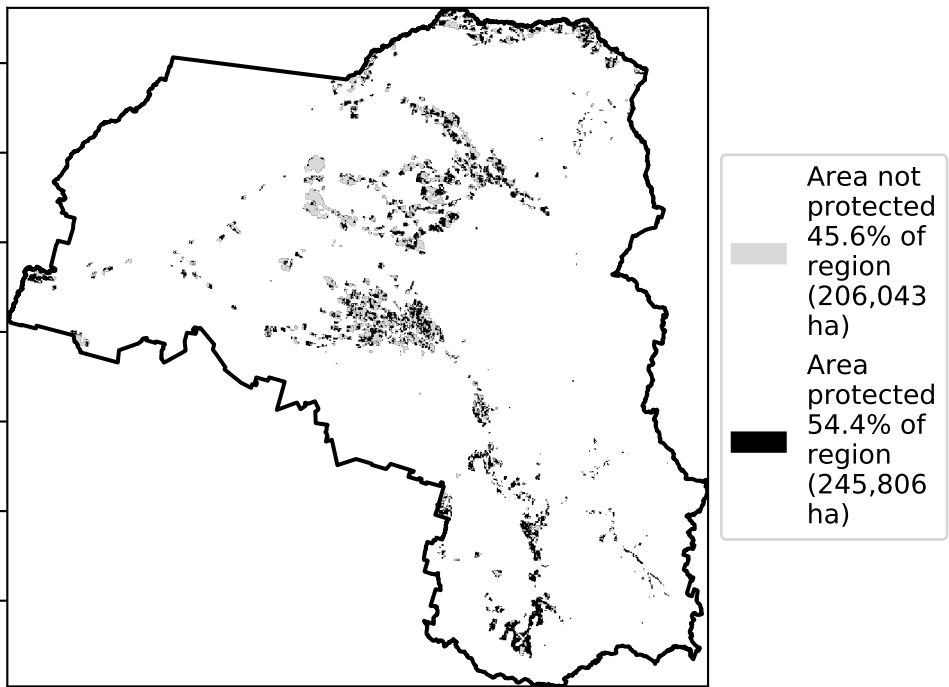 Area not
protected
45.6% of
region
(206,043
ha)
Area
protected
54.4% of
region
(245,806
ha)